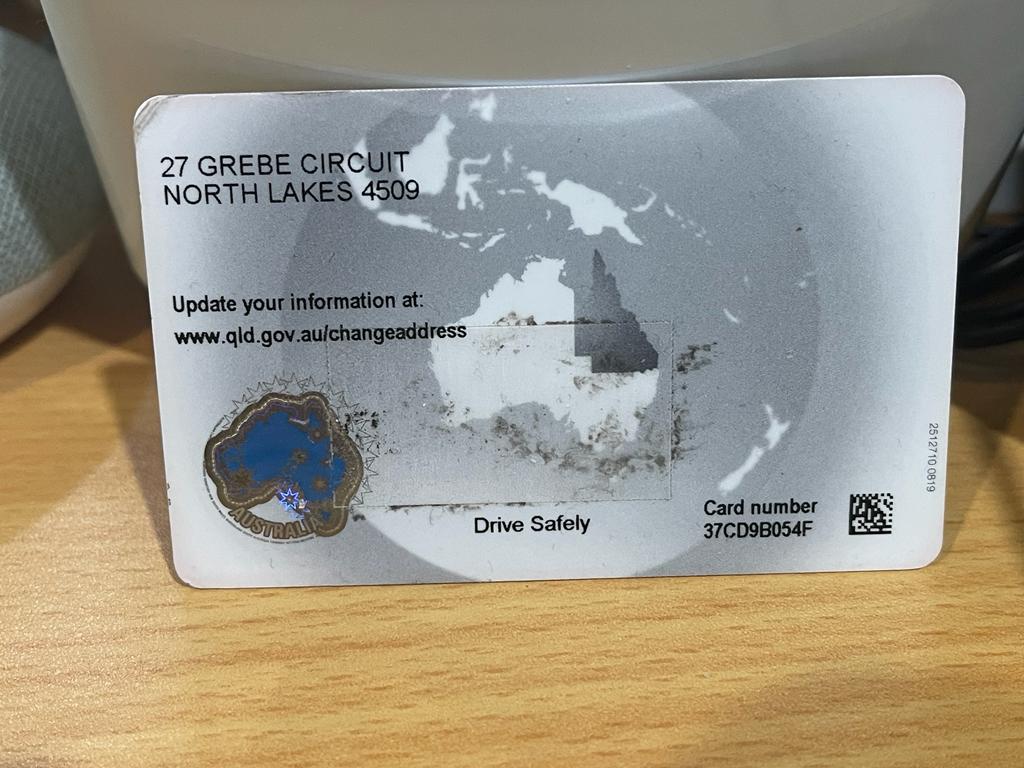 27 GREBE CIRCUIT
NORTH LAKES 4509
Update your information at:
www.qld.gov.au/changeaddress
AUSTRALIA
Drive Safely
Card number
37CD9B054F
2512710 0819